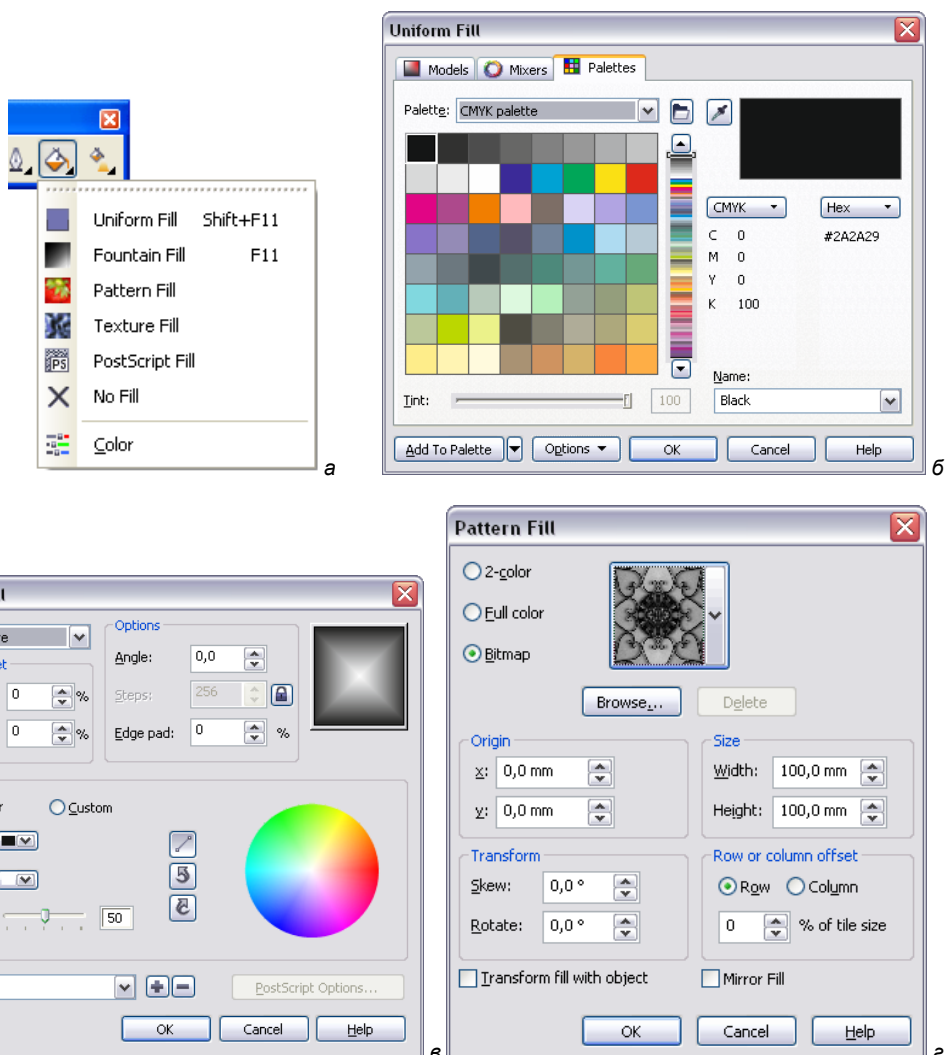 Uniform Fill
Models Mixers Palettes
Palette: CMYK palette
CMYK Hex
C 0 #2A2A29
M 0
Y 0
K 100
Name:
Tint: 100 Black
Add To Palette Options OK Cancel Help
б
Uniform Fill Shift+F11
Fountain Fill F11
Pattern Fill
Texture Fill
PS PostScript Fill
No Fill
Color
а
Options
Angle: 0,0
0 % Steps: 256
0 % Edge pad: 0 %
Custom
50
PostScript Options...
OK Cancel Help
в
Pattern Fill
2-color
Full color
Bitmap
Browse... Delete
Origin Size
x: 0,0 mm Width: 100,0 mm
y: 0,0 mm Height: 100,0 mm
Transform Row or column offset
Skew: 0,0 ° Row Column
Rotate: 0,0 ° 0 % of tile size
Transform fill with object Mirror Fill
OK Cancel Help
г